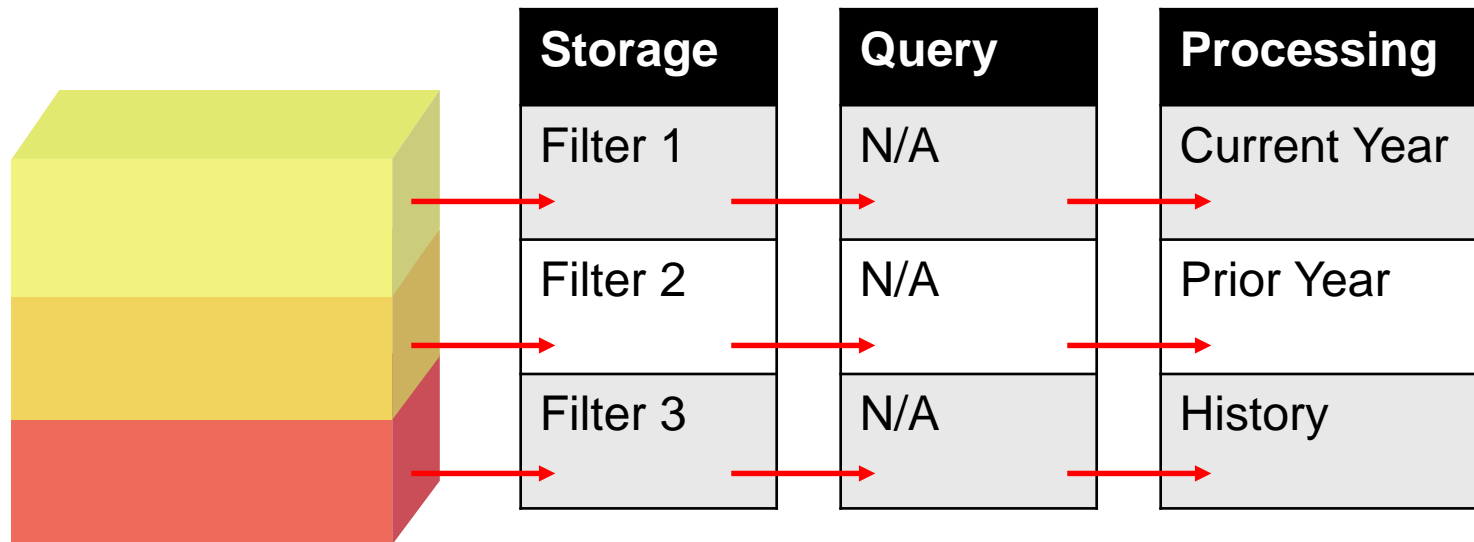 Storage Query Processing
Filter 1 N/A Current Year
Filter 2 N/A Prior Year
Filter 3 N/A History